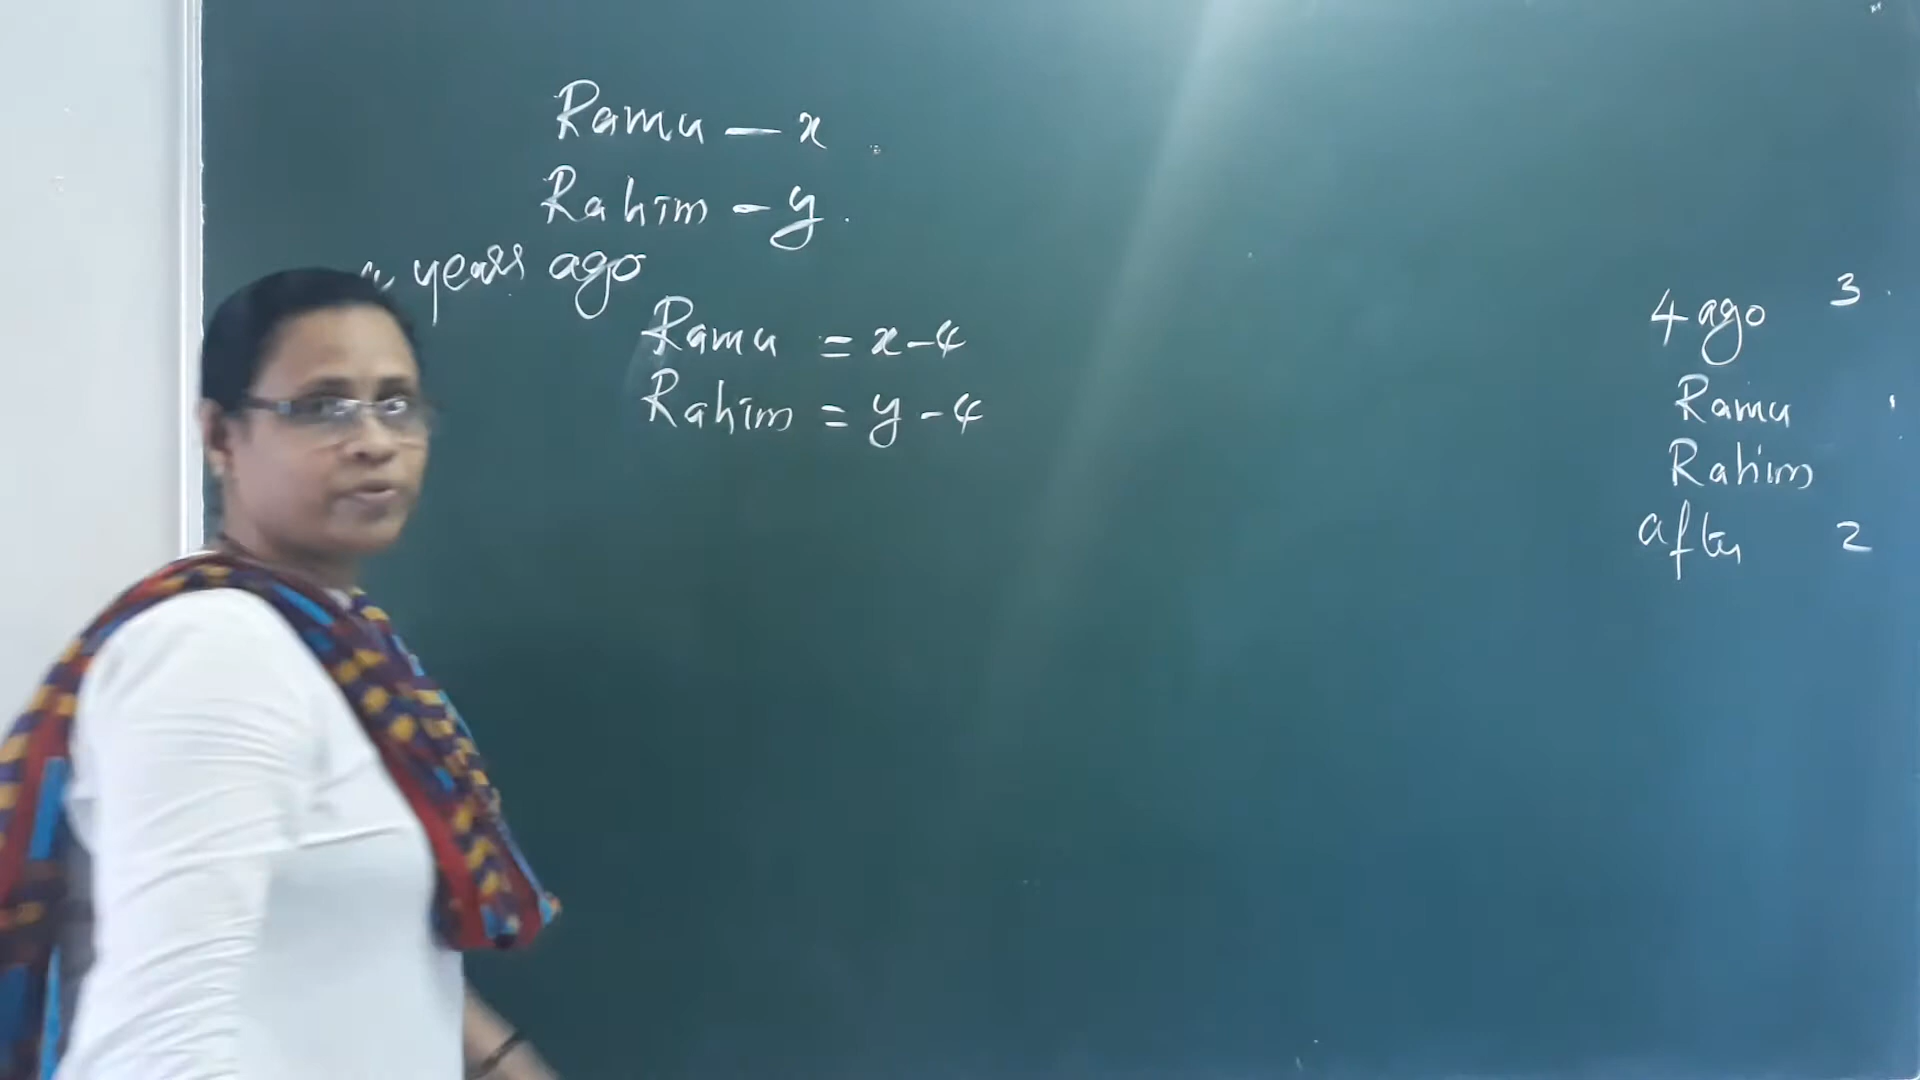 Ramu — x
Rahim - y.
4 years ago
Ramu = x-4
Rahim = y-4
4 ago 3
Ramu
Rahim
after 2